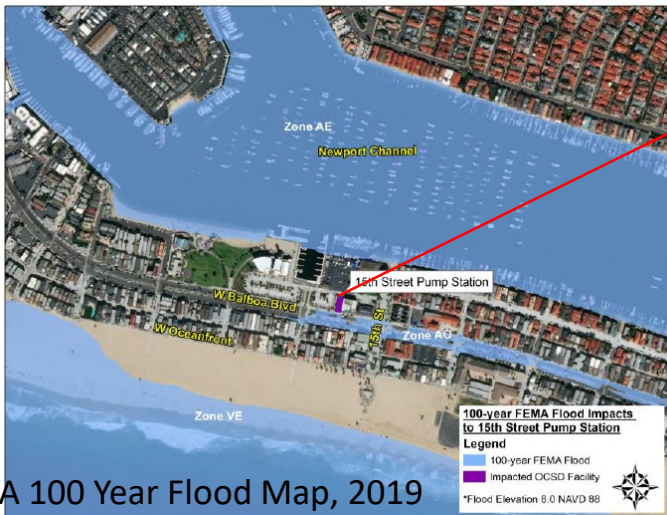 Zone AE
Newport Channel
15th Street Pump Station
W Balboa Blvd
15th St
Zone AO
W Oceanfront
Zone VE
100-year FEMA Flood Impacts
to 15th Street Pump Station
Legend
100-year FEMA Flood
Impacted OCSD Facility
*Flood Elevation 8.0 NAVD 88
A 100 Year Flood Map, 2019